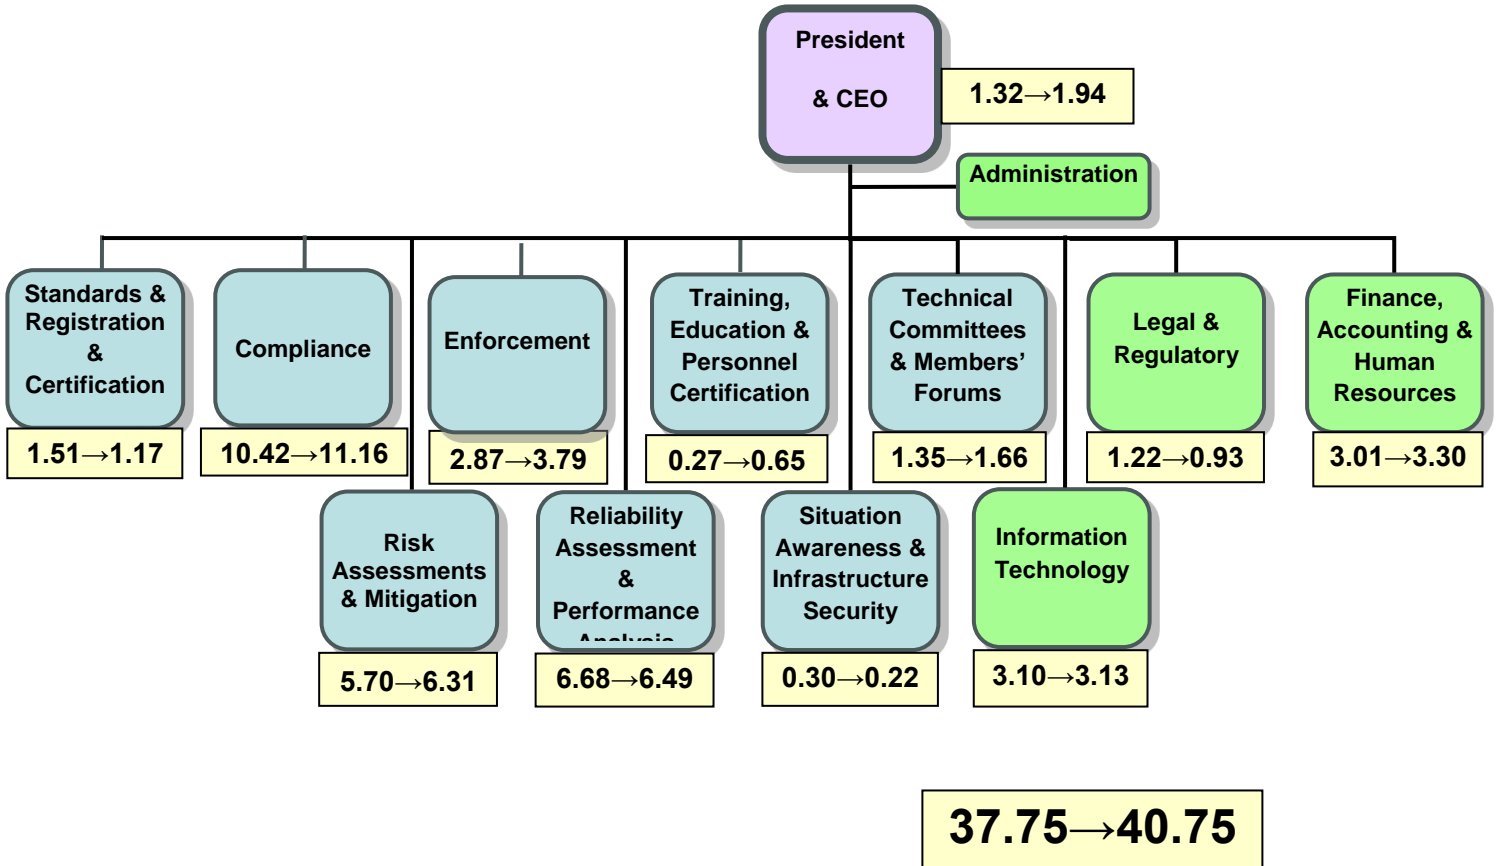 President
& CEO
1.32→1.94
Administration
Standards &
Registration
&
Certification
1.51→1.17
Compliance
10.42→11.16
Enforcement
2.87→3.79
Training,
Education &
Personnel
Certification
0.27→0.65
Technical
Committees
& Members’
Forums
1.35→1.66
Legal &
Regulatory
1.22→0.93
Finance,
Accounting &
Human
Resources
3.01→3.30
Risk
Assessments
& Mitigation
5.70→6.31
Reliability
Assessment
&
Performance
Analysis
6.68→6.49
Situation
Awareness &
Infrastructure
Security
0.30→0.22
Information
Technology
3.10→3.13
37.75→40.75